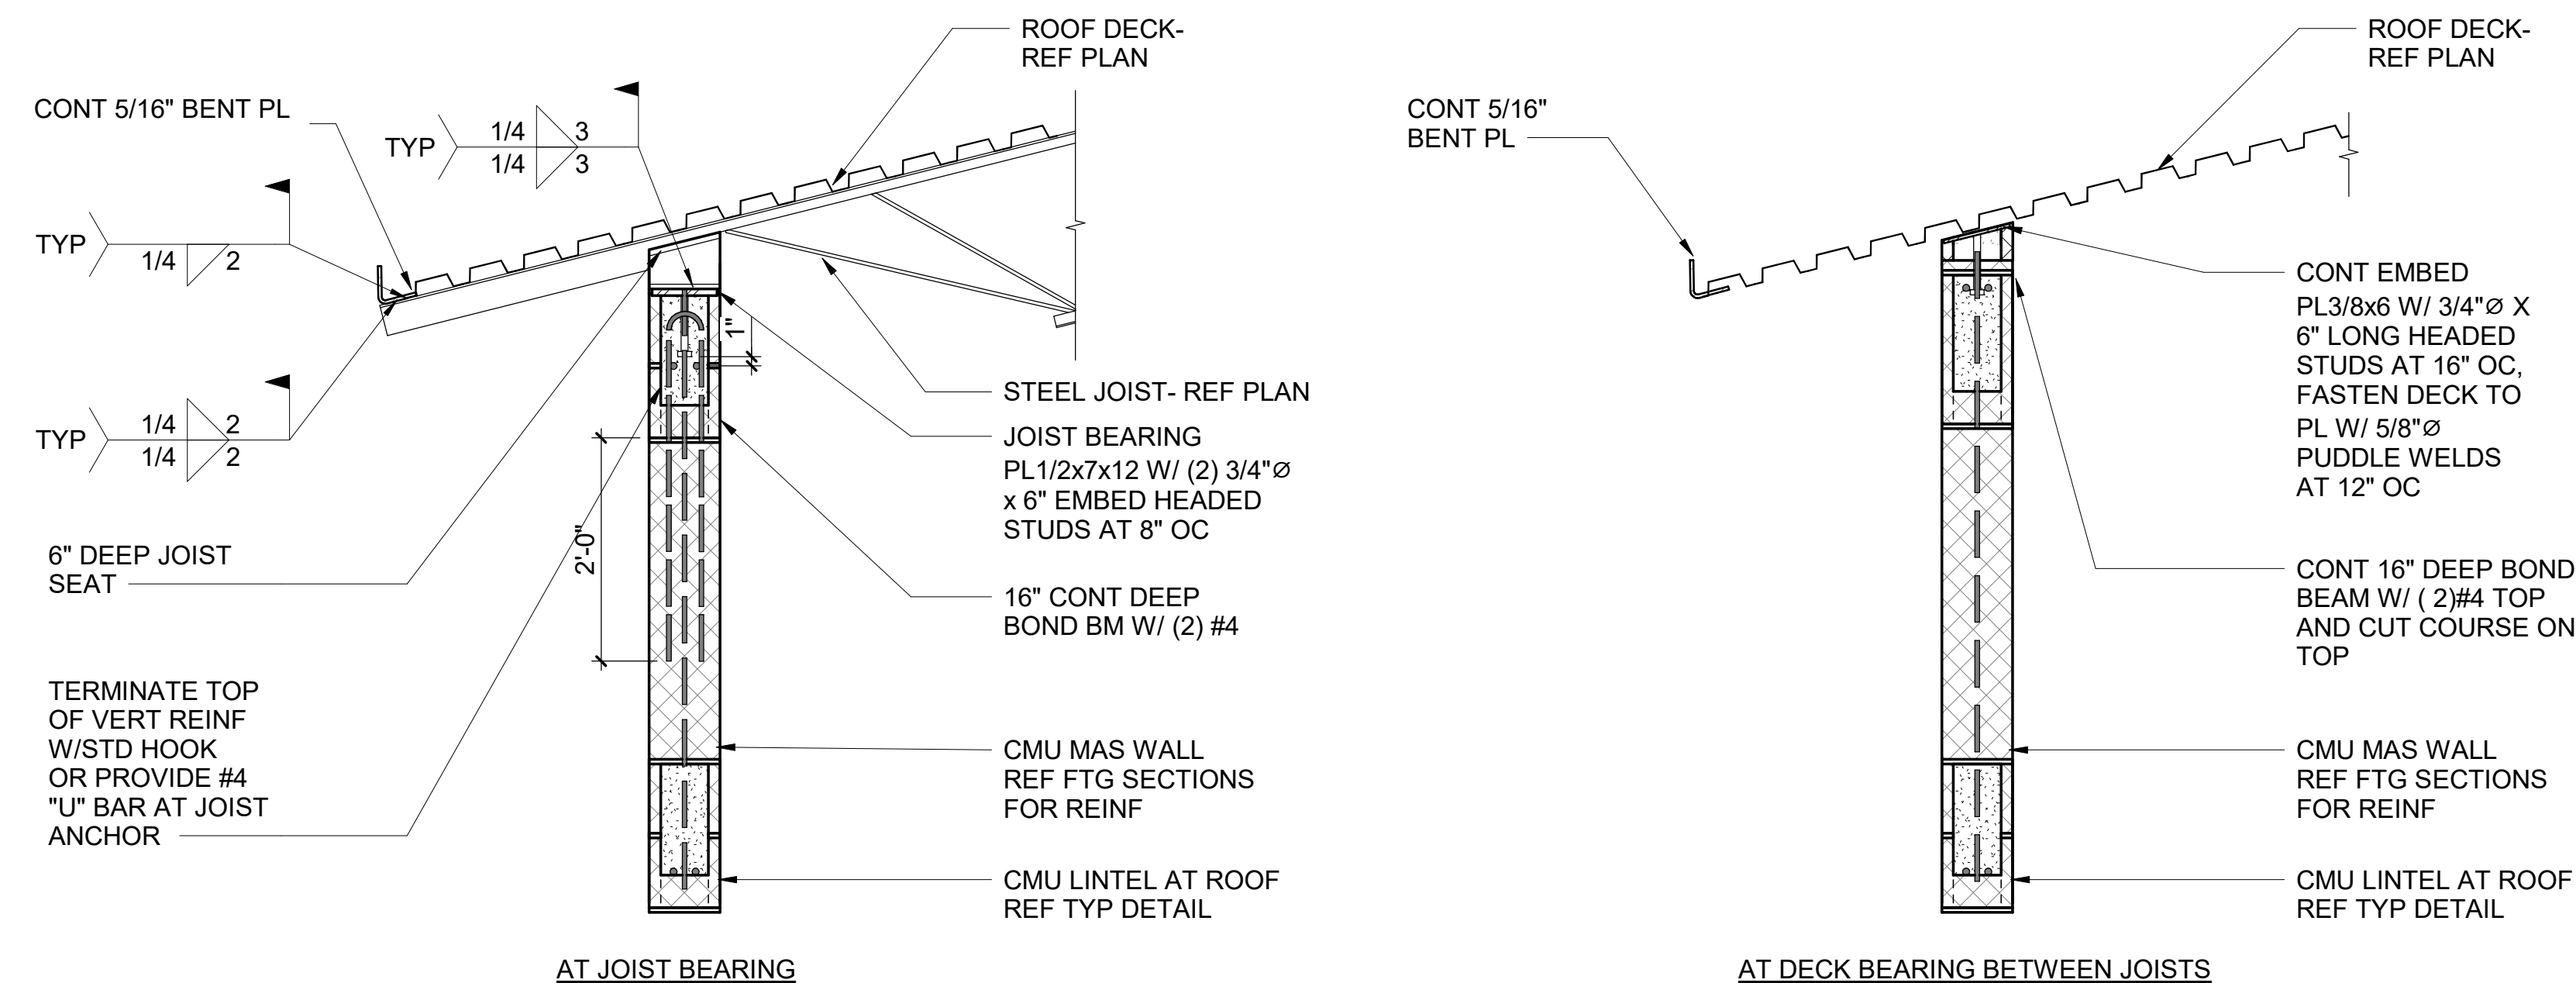 ROOF DECK-
REF PLAN
CONT 5/16" BENT PL
TYP
1/4 3
1/4 3
TYP
1/4 2
TYP
1/4 2
1/4 2
1"
STEEL JOIST- REF PLAN
JOIST BEARING
PL1/2x7x12 W/ (2) 3/4"Ø
x 6" EMBED HEADED
STUDS AT 8" OC
2'-0"
6" DEEP JOIST
SEAT
16" CONT DEEP
BOND BM W/ (2) #4
TERMINATE TOP
OF VERT REINF
W/STD HOOK
OR PROVIDE #4
"U" BAR AT JOIST
ANCHOR
CMU MAS WALL
REF FTG SECTIONS
FOR REINF
CMU LINTEL AT ROOF
REF TYP DETAIL
AT JOIST BEARING
ROOF DECK-
REF PLAN
CONT 5/16"
BENT PL
CONT EMBED
PL3/8x6 W/ 3/4"Ø X
6" LONG HEADED
STUDS AT 16" OC,
FASTEN DECK TO
PL W/ 5/8"Ø
PUDDLE WELDS
AT 12" OC
CONT 16" DEEP BOND
BEAM W/ ( 2)#4 TOP
AND CUT COURSE ON
TOP
CMU MAS WALL
REF FTG SECTIONS
FOR REINF
CMU LINTEL AT ROOF
REF TYP DETAIL
AT DECK BEARING BETWEEN JOISTS